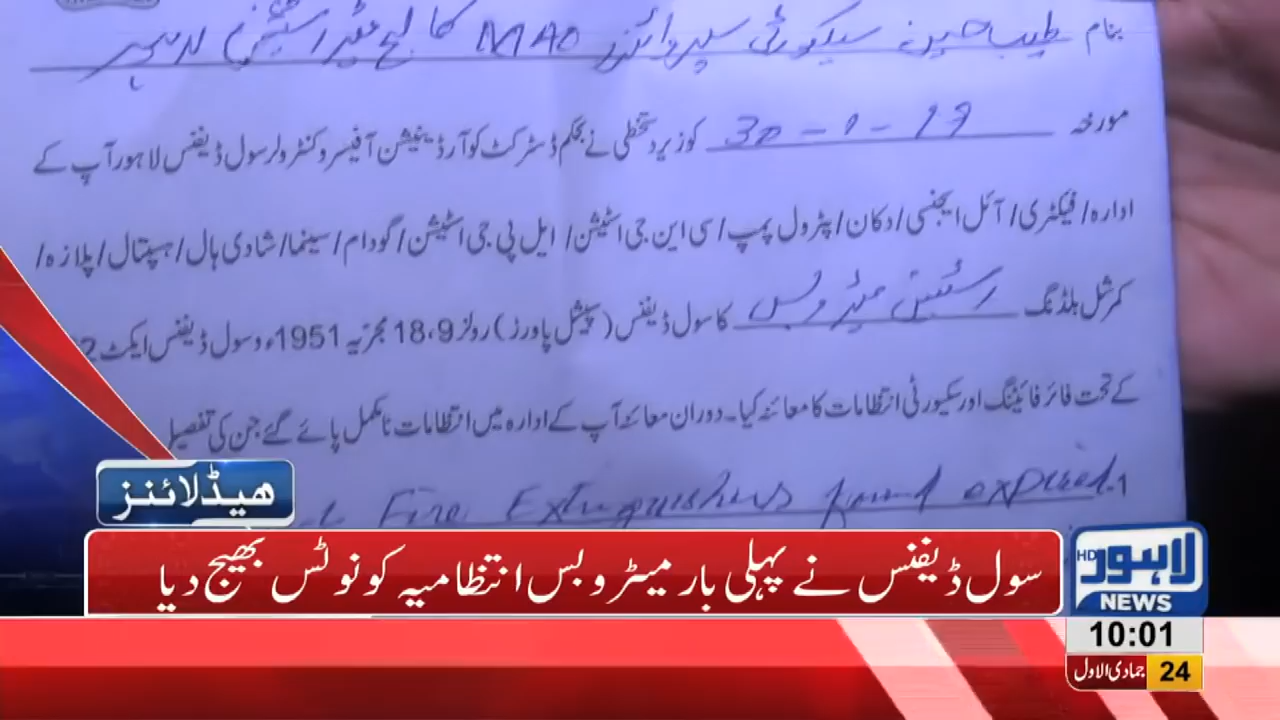 بنام طیب حسین سیکورٹی سپروائزر MAO کالج میٹرو اسٹیشن لاہور
مورخہ 30-1-19 کو زیر دستخطی نے بحکم ڈسٹرکٹ کوآرڈینیشن آفیسر و کنٹرولر سول ڈیفنس لاہور آپ کے
ادارہ/فیکٹری/آئل ایجنسی/دکان/پٹرول پمپ/سی این جی اسٹیشن/ایل پی جی اسٹیشن/گودام/سینما/شادی ہال/ہسپتال/پلازہ/
کمرشل بلڈنگ اسٹیشن میٹرو بس کا سول ڈیفنس (سپیشل پاورز) رولز 18،9 مجریہ 1951ء و سول ڈیفنس ایکٹ
کے تحت فائر فائیٹنگ اور سکیورٹی انتظامات کا معائنہ کیا۔ دوران معائنہ آپ کے ادارہ میں انتظامات نامکمل پائے گئے جن کی تفصیل
1. Fire Extinguishers found expired
ھیڈلائنز
سول ڈیفنس نے پہلی بار میٹرو بس انتظامیہ کو نوٹس بھیج دیا
لاہور HD
NEWS
10:01
24 جمادی الاول